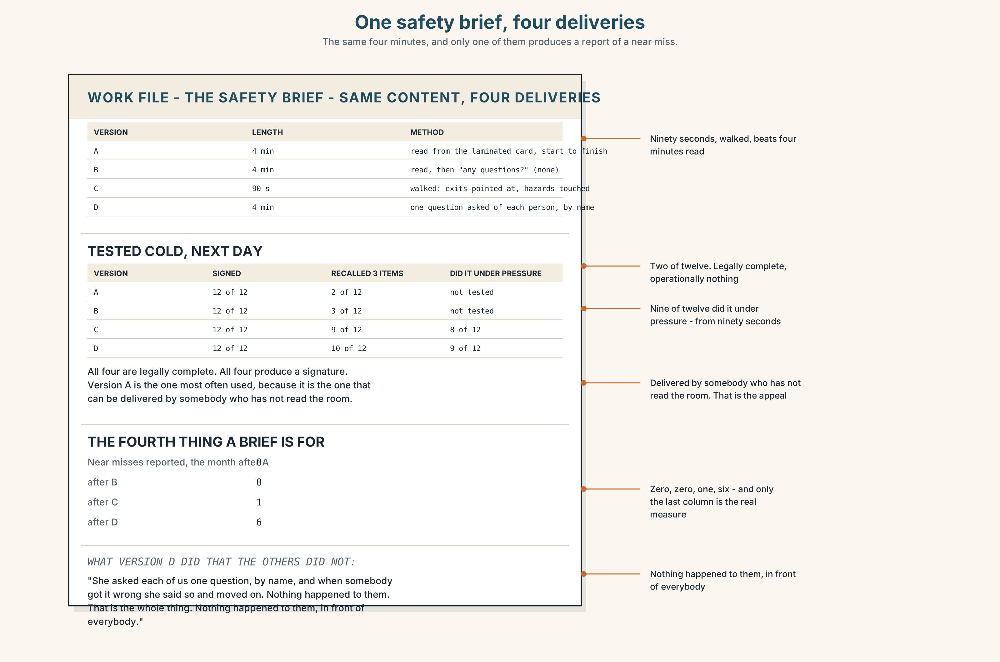 One safety brief, four deliveries
The same four minutes, and only one of them produces a report of a near miss.
WORK FILE - THE SAFETY BRIEF - SAME CONTENT, FOUR DELIVERIES
VERSION LENGTH METHOD
A 4 min read from the laminated card, start to finish
B 4 min read, then "any questions?" (none)
C 90 s walked: exits pointed at, hazards touched
D 4 min one question asked of each person, by name
Ninety seconds, walked, beats four
minutes read
TESTED COLD, NEXT DAY
VERSION SIGNED RECALLED 3 ITEMS DID IT UNDER PRESSURE
A 12 of 12 2 of 12 not tested
B 12 of 12 3 of 12 not tested
C 12 of 12 9 of 12 8 of 12
D 12 of 12 10 of 12 9 of 12
Two of twelve. Legally complete,
operationally nothing
Nine of twelve did it under
pressure - from ninety seconds
All four are legally complete. All four produce a signature.
Version A is the one most often used, because it is the one that
can be delivered by somebody who has not read the room.
Delivered by somebody who has not
read the room. That is the appeal
THE FOURTH THING A BRIEF IS FOR
Near misses reported, the month after A 0
after B 0
after C 1
after D 6
Zero, zero, one, six - and only
the last column is the real
measure
WHAT VERSION D DID THAT THE OTHERS DID NOT:
"She asked each of us one question, by name, and when somebody
got it wrong she said so and moved on. Nothing happened to them.
That is the whole thing. Nothing happened to them, in front of
everybody."
Nothing happened to them, in front
of everybody